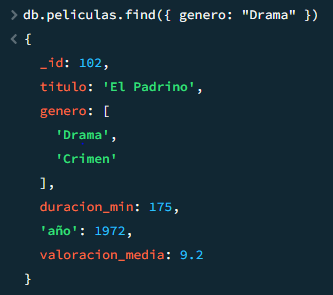 > db.peliculas.find({ genero: "Drama" })
< {
_id: 102,
titulo: 'El Padrino',
genero: [
'Drama',
'Crimen'
],
duracion_min: 175,
'año': 1972,
valoracion_media: 9.2
}